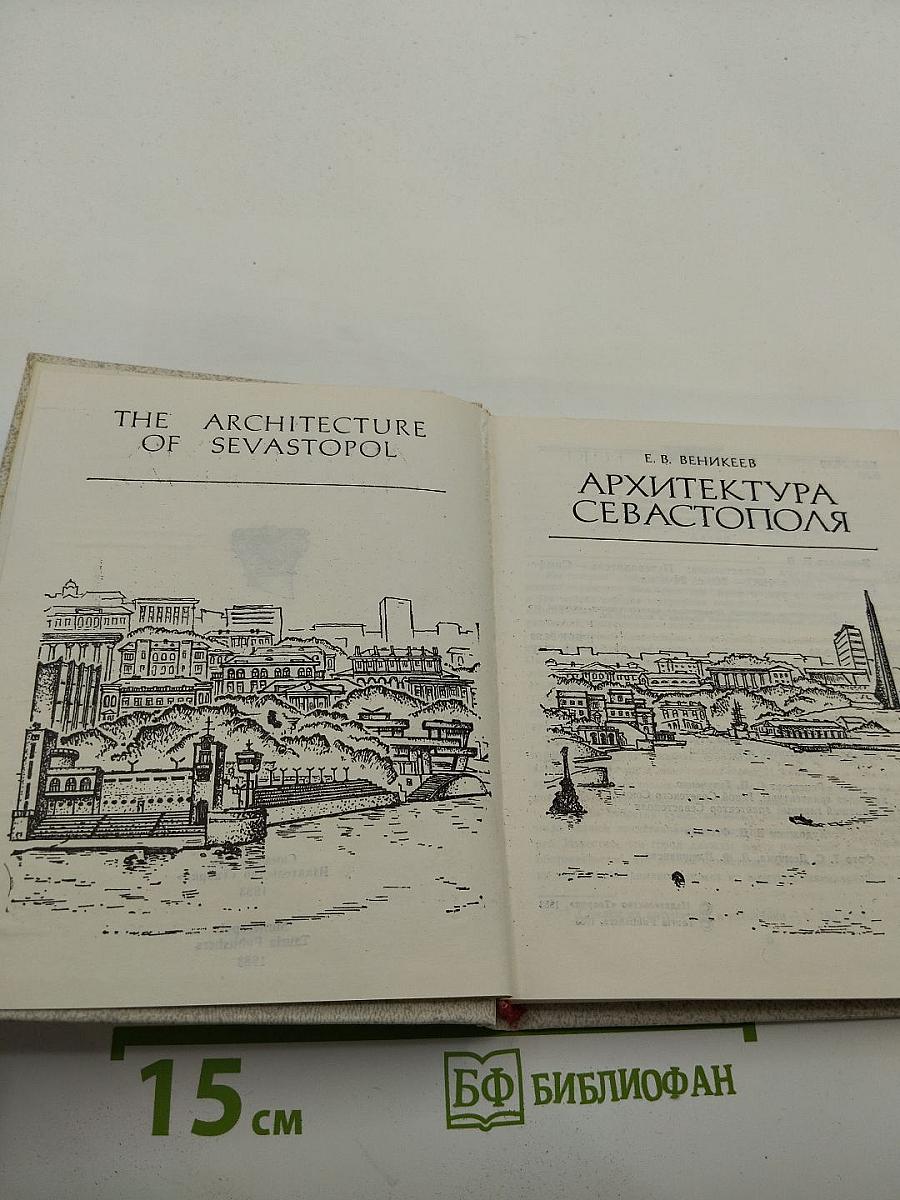 THE ARCHITECTURE
OF SEVASTOPOL
Е. В. ВЕНИКЕЕВ
АРХИТЕКТУРА
СЕВАСТОПОЛЯ
15 см
БФ БИБЛИОФАН